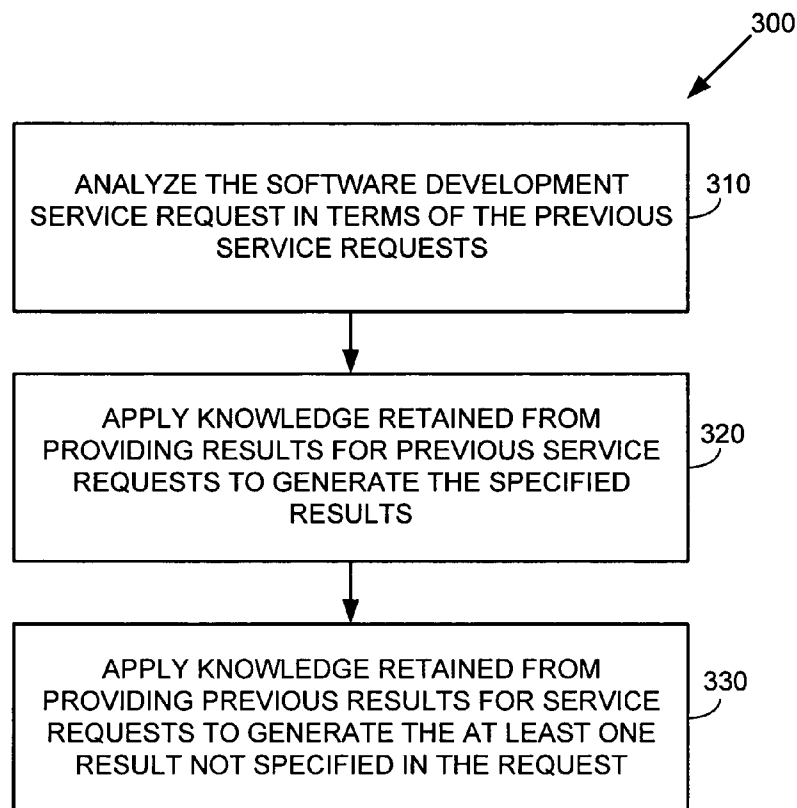 300
ANALYZE THE SOFTWARE DEVELOPMENT
SERVICE REQUEST IN TERMS OF THE PREVIOUS
SERVICE REQUESTS
310
APPLY KNOWLEDGE RETAINED FROM
PROVIDING RESULTS FOR PREVIOUS SERVICE
REQUESTS TO GENERATE THE SPECIFIED
RESULTS
320
APPLY KNOWLEDGE RETAINED FROM
PROVIDING PREVIOUS RESULTS FOR SERVICE
REQUESTS TO GENERATE THE AT LEAST ONE
RESULT NOT SPECIFIED IN THE REQUEST
330